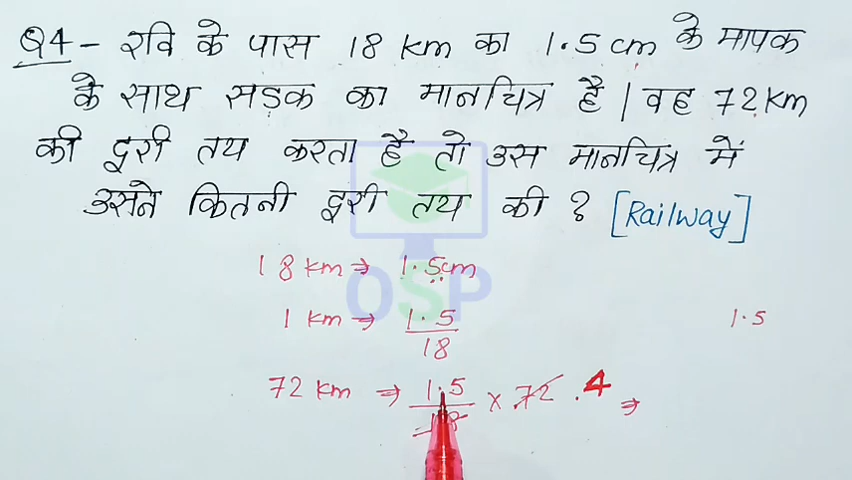 Q4 - रवि के पास 18 km का 1.5 cm के मापक
के साथ सड़क का मानचित्र है | वह 72 km
की दूरी तय करता है तो उस मानचित्र में
उसने कितनी दूरी तय की ? [Railway]
18 km ⇒ 1.5cm
1 km ⇒ 1.5/18 1.5
72 km ⇒ 1.5/18 × 72 . 4 ⇒
OSP